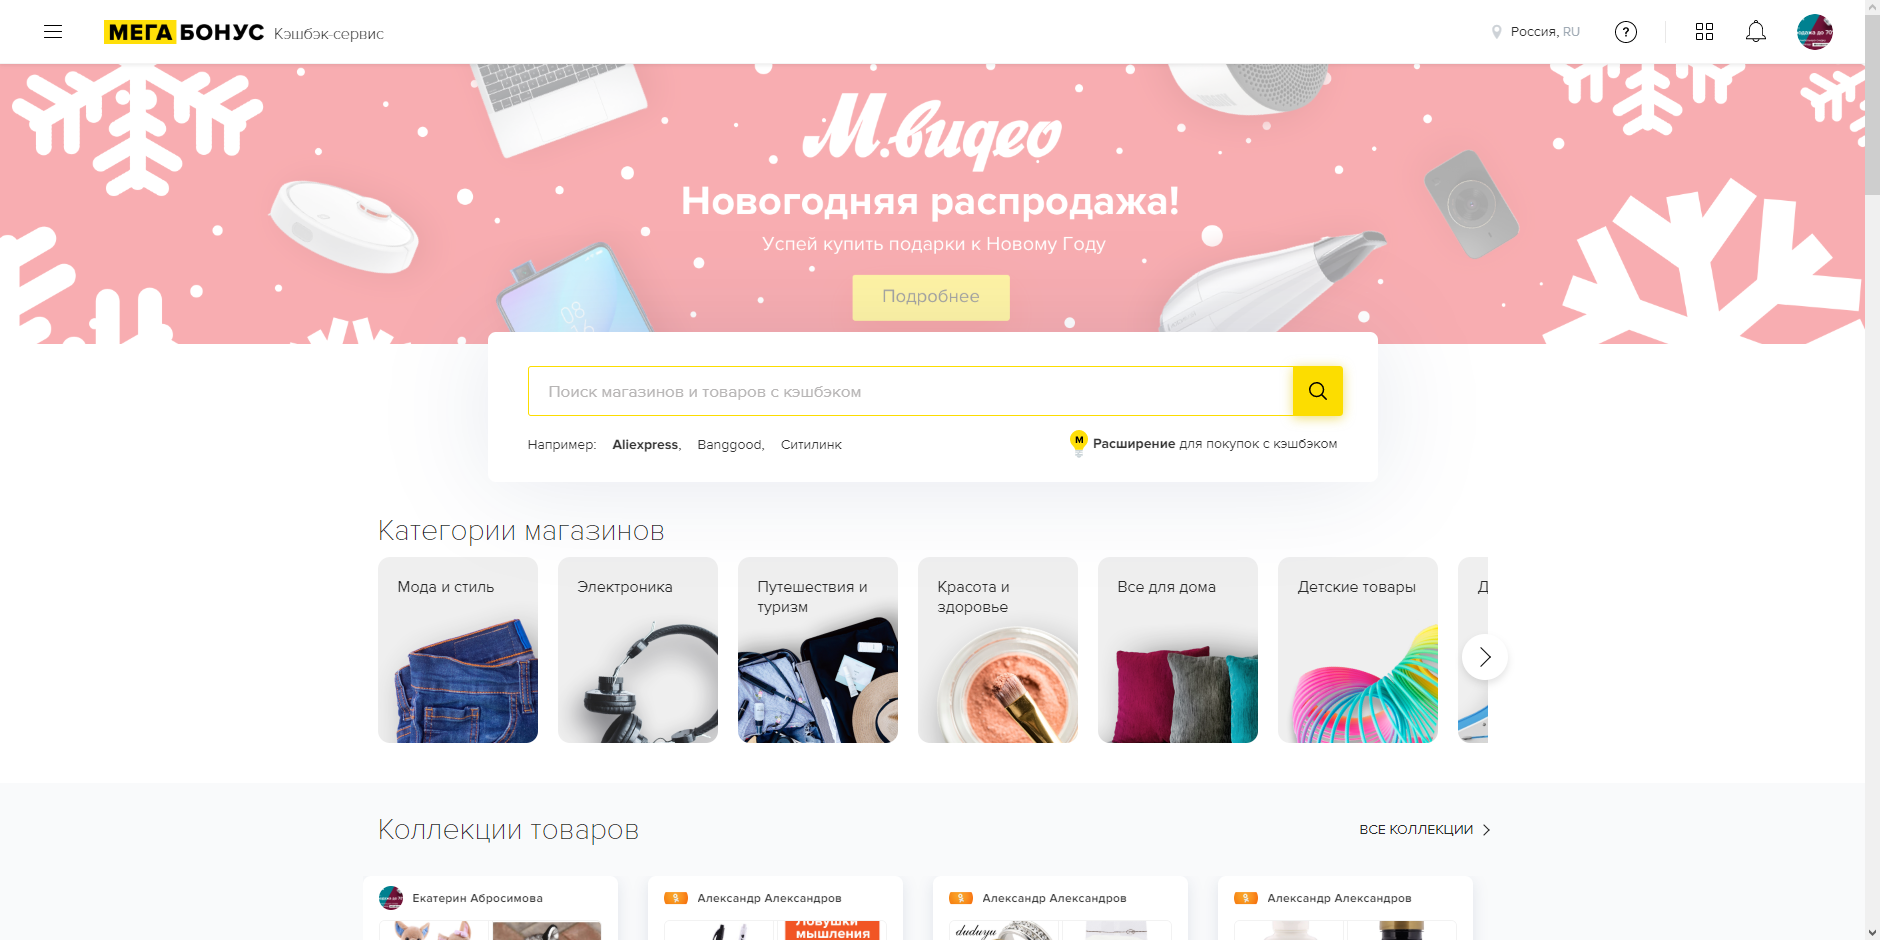 МЕГА БОНУС Кэшбэк-сервис
Россия, RU
?
М.видео
Новогодняя распродажа!
Успей купить подарки к Новому Году
Подробнее
Поиск магазинов и товаров с кэшбэком
Например: Aliexpress, Banggood, Ситилинк
М Расширение для покупок с кэшбэком
Категории магазинов
Мода и стиль
Электроника
Путешествия и
туризм
Красота и
здоровье
Все для дома
Детские товары
Д
Коллекции товаров
ВСЕ КОЛЛЕКЦИИ
Екатерин Абросимова
Александр Александров
Александр Александров
Александр Александров
Ловушки
мышления
duduyu